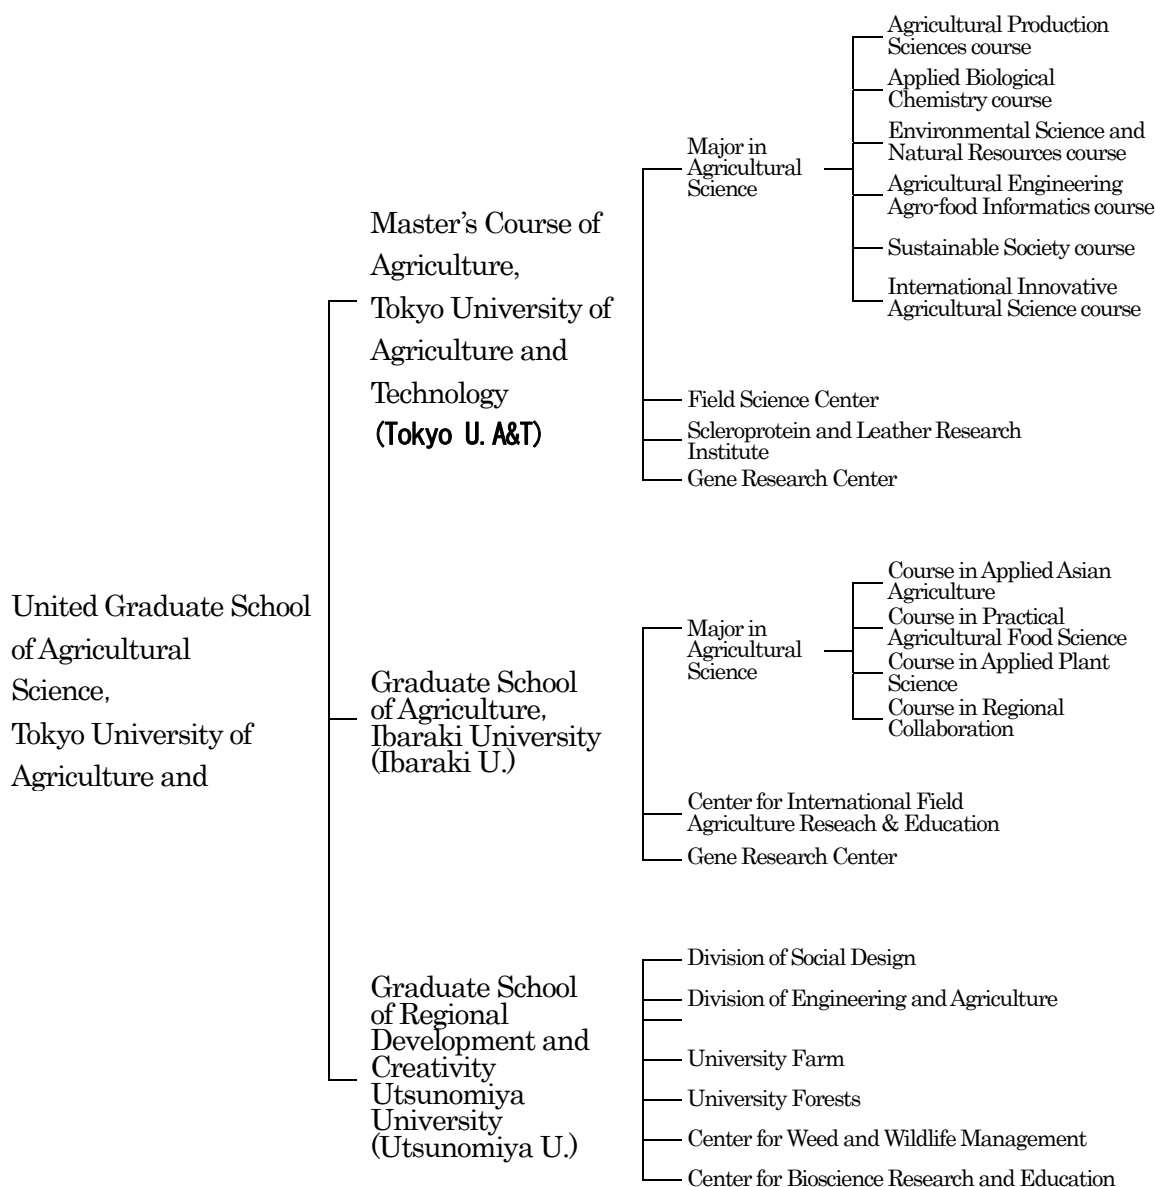 United Graduate School
of Agricultural
Science,
Tokyo University of
Agriculture and
Master's Course of
Agriculture,
Tokyo University of
Agriculture and
Technology
(Tokyo U. A&T)
Major in
Agricultural
Science
Agricultural Production
Sciences course
Applied Biological
Chemistry course
Environmental Science and
Natural Resources course
Agricultural Engineering
Agro-food Informatics course
Sustainable Society course
International Innovative
Agricultural Science course
Field Science Center
Scleroprotein and Leather Research
Institute
Gene Research Center
Graduate School
of Agriculture,
Ibaraki University
(Ibaraki U.)
Major in
Agricultural
Science
Course in Applied Asian
Agriculture
Course in Practical
Agricultural Food Science
Course in Applied Plant
Science
Course in Regional
Collaboration
Center for International Field
Agriculture Reseach & Education
Gene Research Center
Graduate School
of Regional
Development and
Creativity
Utsunomiya
University
(Utsunomiya U.)
Division of Social Design
Division of Engineering and Agriculture
University Farm
University Forests
Center for Weed and Wildlife Management
Center for Bioscience Research and Education